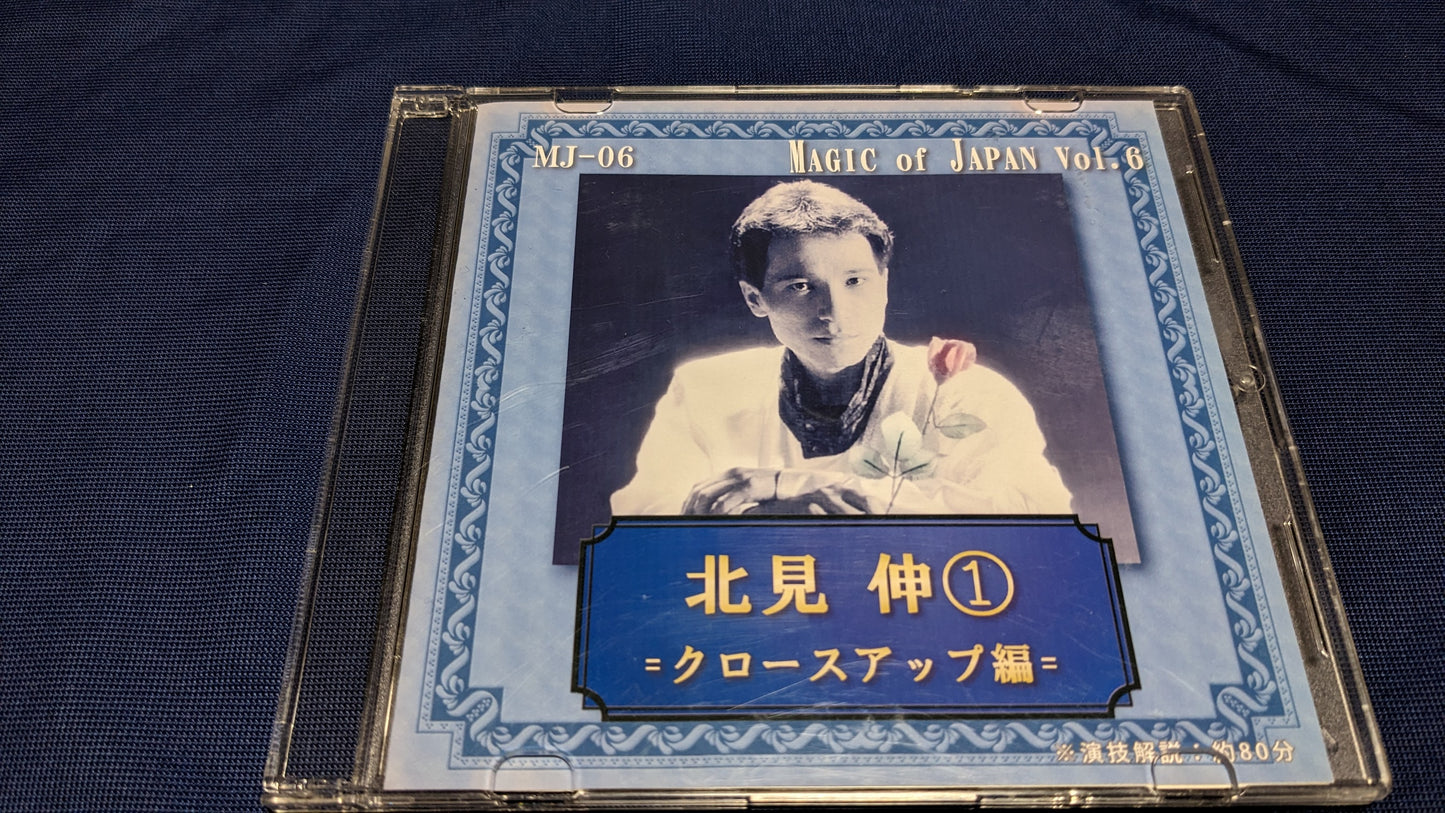 MJ-06
MAGIC of JAPAN Vol.6
北見 伸①
=クロースアップ編=
※演技解説：約80分